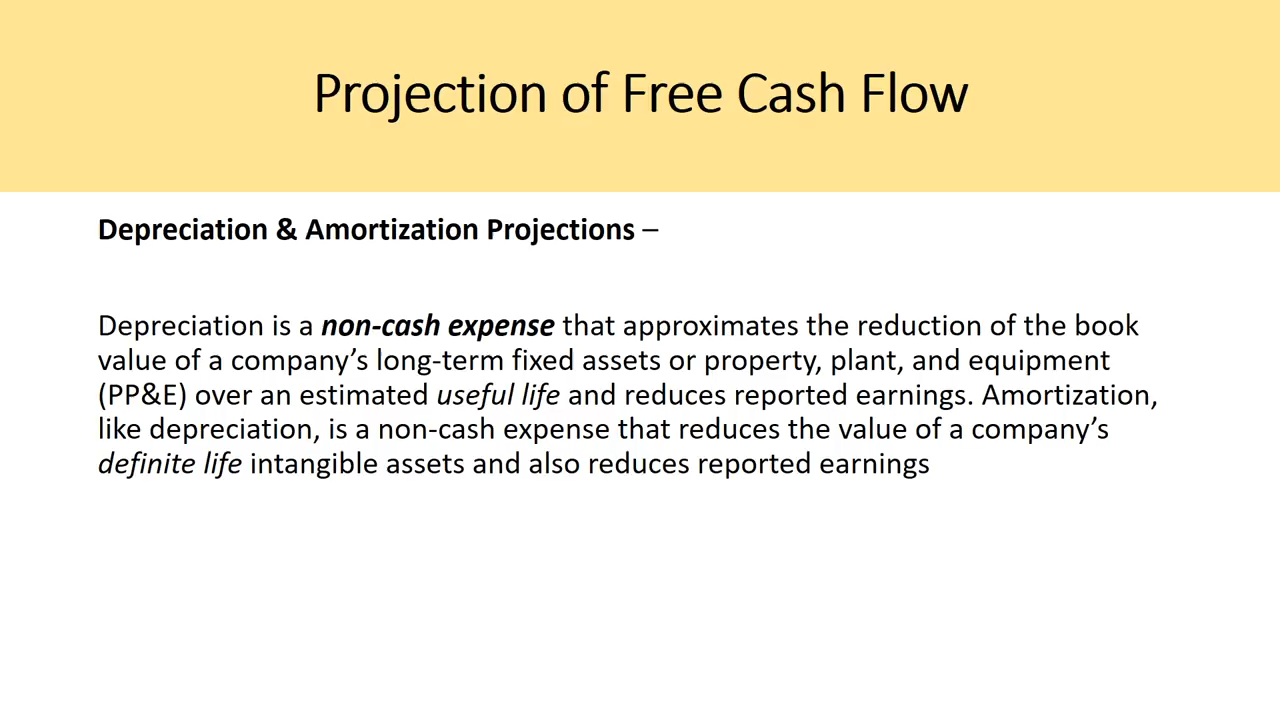 Projection of Free Cash Flow
Depreciation & Amortization Projections –
Depreciation is a non-cash expense that approximates the reduction of the book
value of a company’s long-term fixed assets or property, plant, and equipment
(PP&E) over an estimated useful life and reduces reported earnings. Amortization,
like depreciation, is a non-cash expense that reduces the value of a company’s
definite life intangible assets and also reduces reported earnings